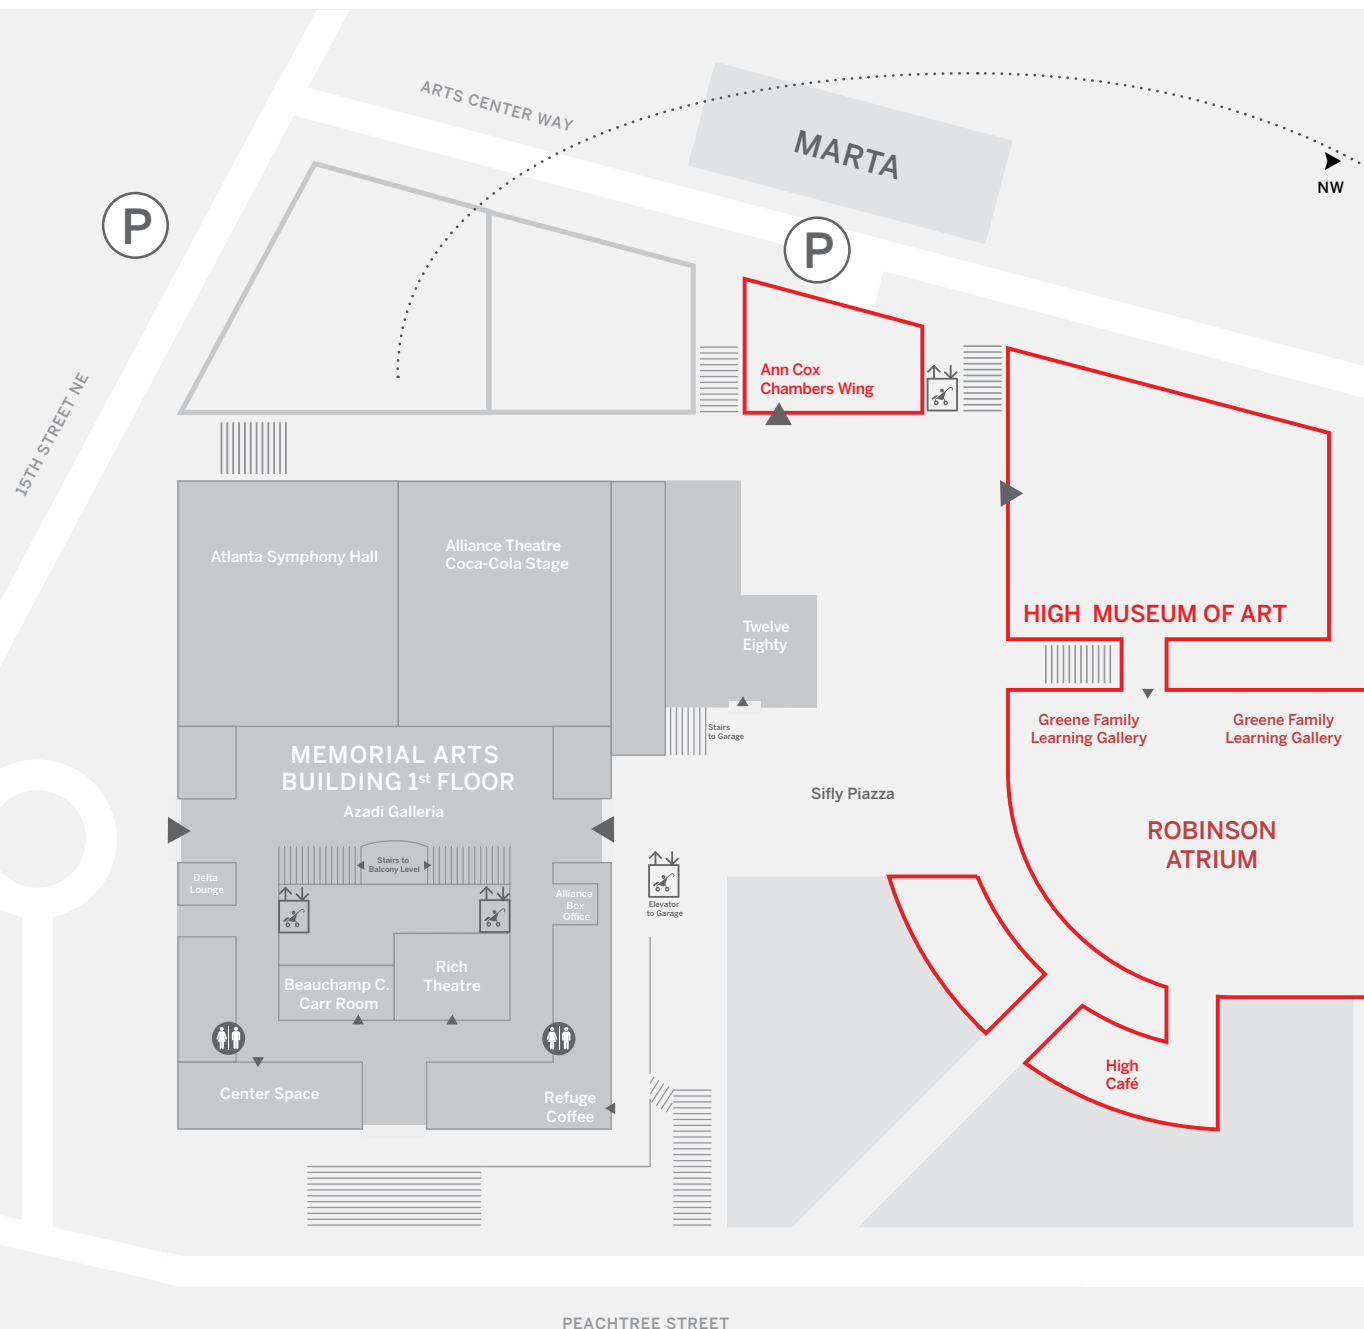 ARTS CENTER WAY
MARTA
NW
P
P
15TH STREET NE
Ann Cox
Chambers Wing
Atlanta Symphony Hall
Alliance Theatre
Coca-Cola Stage
Twelve
Eighty
HIGH MUSEUM OF ART
Stairs
to Garage
Greene Family
Learning Gallery
Greene Family
Learning Gallery
MEMORIAL ARTS
BUILDING 1st FLOOR
Azadi Galleria
Sifly Piazza
ROBINSON
ATRIUM
Stairs to
Balcony Level
Delta
Lounge
Alliance
Box
Office
Elevator
to Garage
Rich
Theatre
Beauchamp C.
Carr Room
High
Café
Center Space
Refuge
Coffee
PEACHTREE STREET